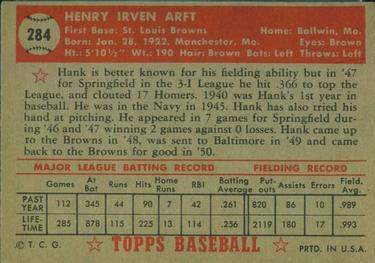 284
HENRY IRVEN ARFT
First Base: St. Louis Browns Home: Ballwin, Mo.
Born: Jan. 28, 1922, Manchester, Mo. Eyes: Brown
Ht: 5'10½" Wt: 190 Hair: Brown Bats: Left Throws: Left
Hank is better known for his fielding ability but in '47
for Springfield in the 3-I League he hit .366 to top the
League and clouted 17 Homers. 1940 was Hank's 1st year in
baseball. He was in the Navy in 1945. Hank has also tried his
hand at pitching. He appeared in 7 games for Springfield dur-
ing '46 and '47 winning 2 games against 0 losses. Hank came up
to the Browns in '48, was sent to Baltimore in '49 and came
back to the Browns for good in '50.
MAJOR LEAGUE BATTING RECORD FIELDING RECORD
Games At Bat Runs Hits Home Runs RBI Batting Average Put-outs Assists Errors Field. Avg.
PAST YEAR 112 345 44 90 7 42 .261 820 86 10 .989
LIFE-TIME 285 878 125 225 13 114 .256 2119 180 17 .993
© T. C. G. TOPPS BASEBALL PRTD. IN U.S.A.